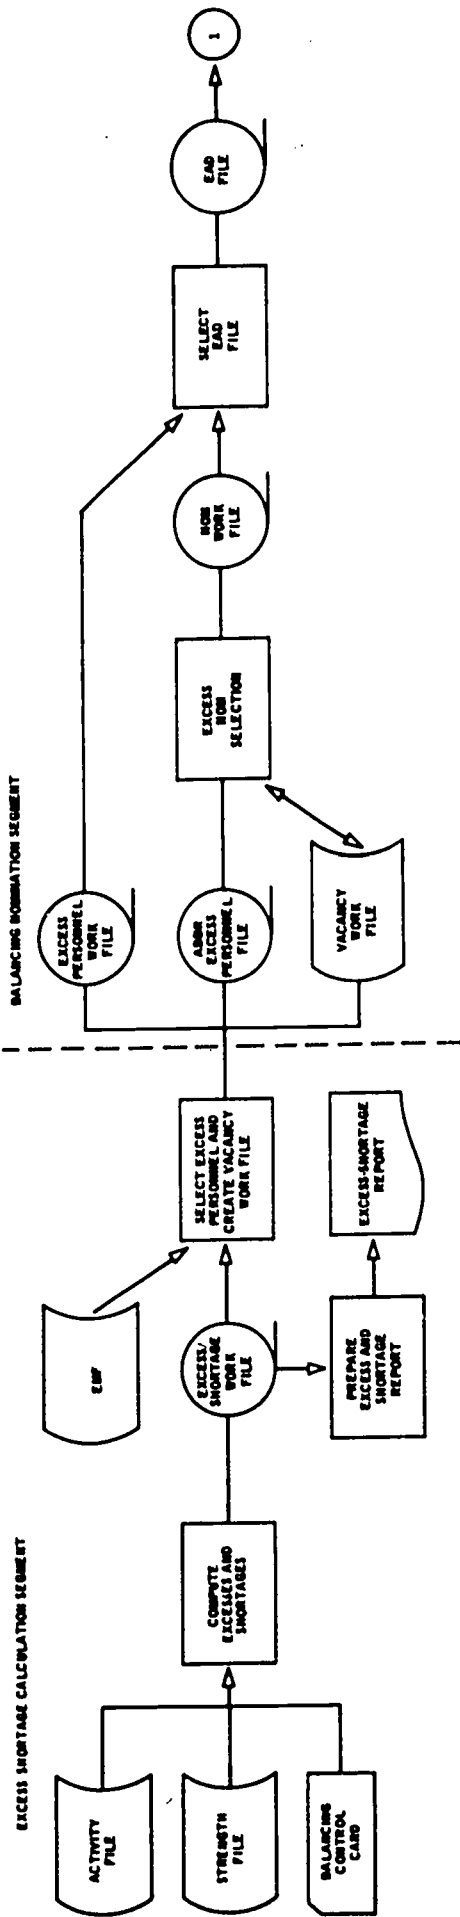 EXCESS SHORTAGE CALCULATION SEGMENT
ACTIVITY
FILE
STRENGTH
FILE
BALANCING
CONTROL
CARD
COMPUTE
EXCESSES AND
SHORTAGES
EMF
EXCESS/
SHORTAGE
WORK
FILE
PREPARE
EXCESS AND
SHORTAGE
REPORT
EXCESS-SHORTAGE
REPORT
SELECT EXCESS
PERSONNEL AND
CREATE VACANCY
WORK FILE
BALANCING NOMINATION SEGMENT
EXCESS
PERSONNEL
WORK
FILE
ABBR
EXCESS
PERSONNEL
FILE
VACANCY
WORK
FILE
EXCESS
NOM
SELECTION
NOM
WORK
FILE
SELECT
EAD
FILE
EAD
FILE
1